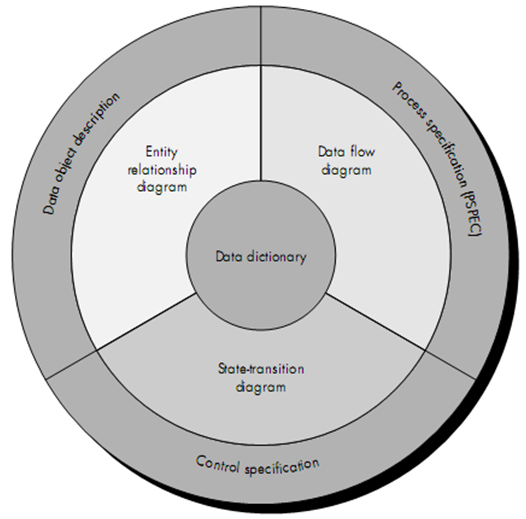 Data object description
Process specification (PSPEC)
Entity
relationship
diagram
Data flow
diagram
Data dictionary
State-transition
diagram
Control specification